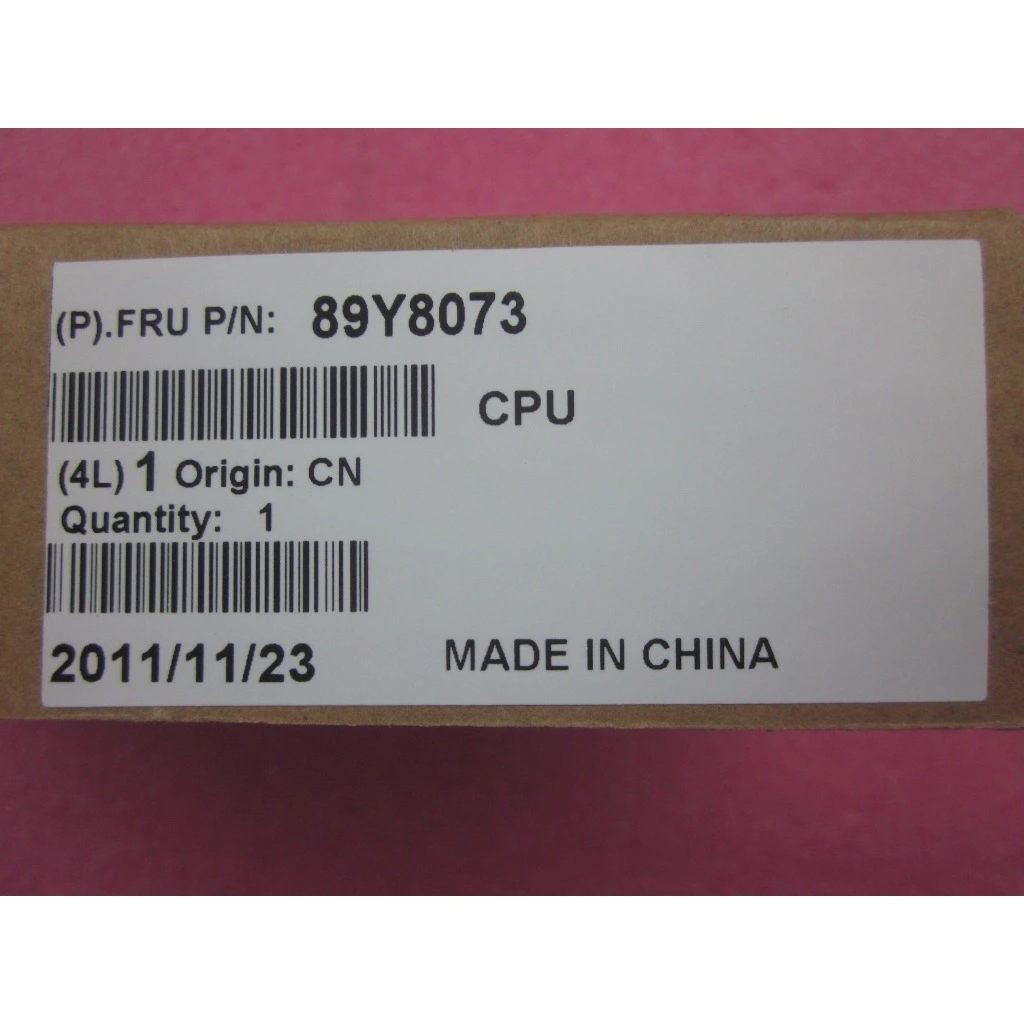 (P).FRU P/N: 89Y8073
CPU
(4L) 1 Origin: CN
Quantity: 1
2011/11/23 MADE IN CHINA